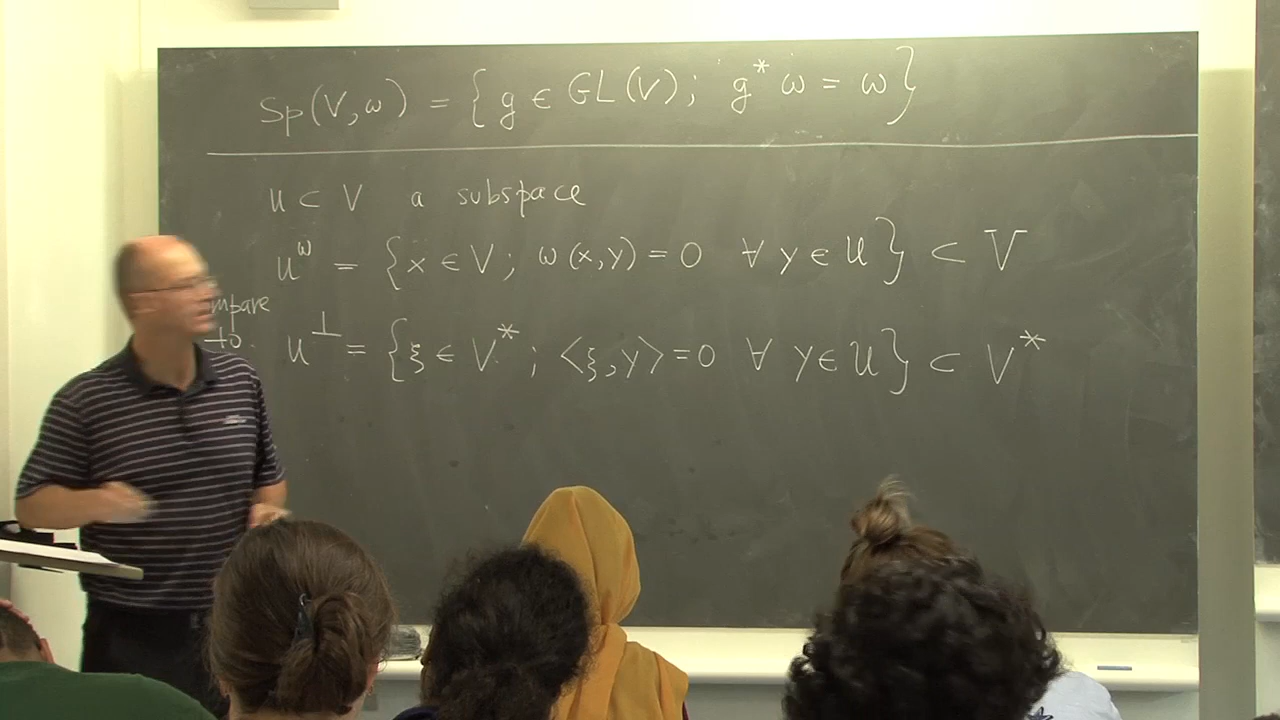 Sp(V,ω) = {g ∈ GL(V); g*ω = ω}
U ⊂ V a subspace
U^ω = {x ∈ V; ω(x,y) = 0 ∀ y ∈ U} ⊂ V
mpare
to U^⊥ = {ξ ∈ V*; <ξ,y> = 0 ∀ y ∈ U} ⊂ V*